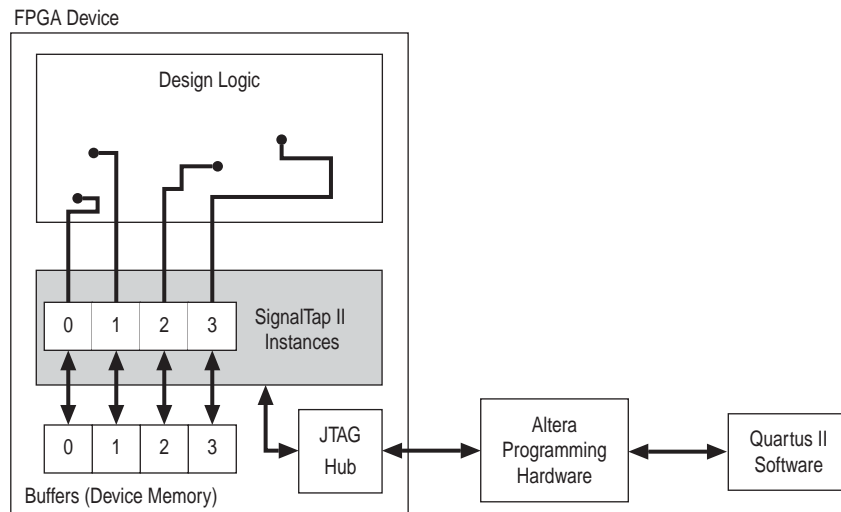 FPGA Device
Design Logic
0 1 2 3
SignalTap II
Instances
0 1 2 3
Buffers (Device Memory)
JTAG
Hub
Altera
Programming
Hardware
Quartus II
Software